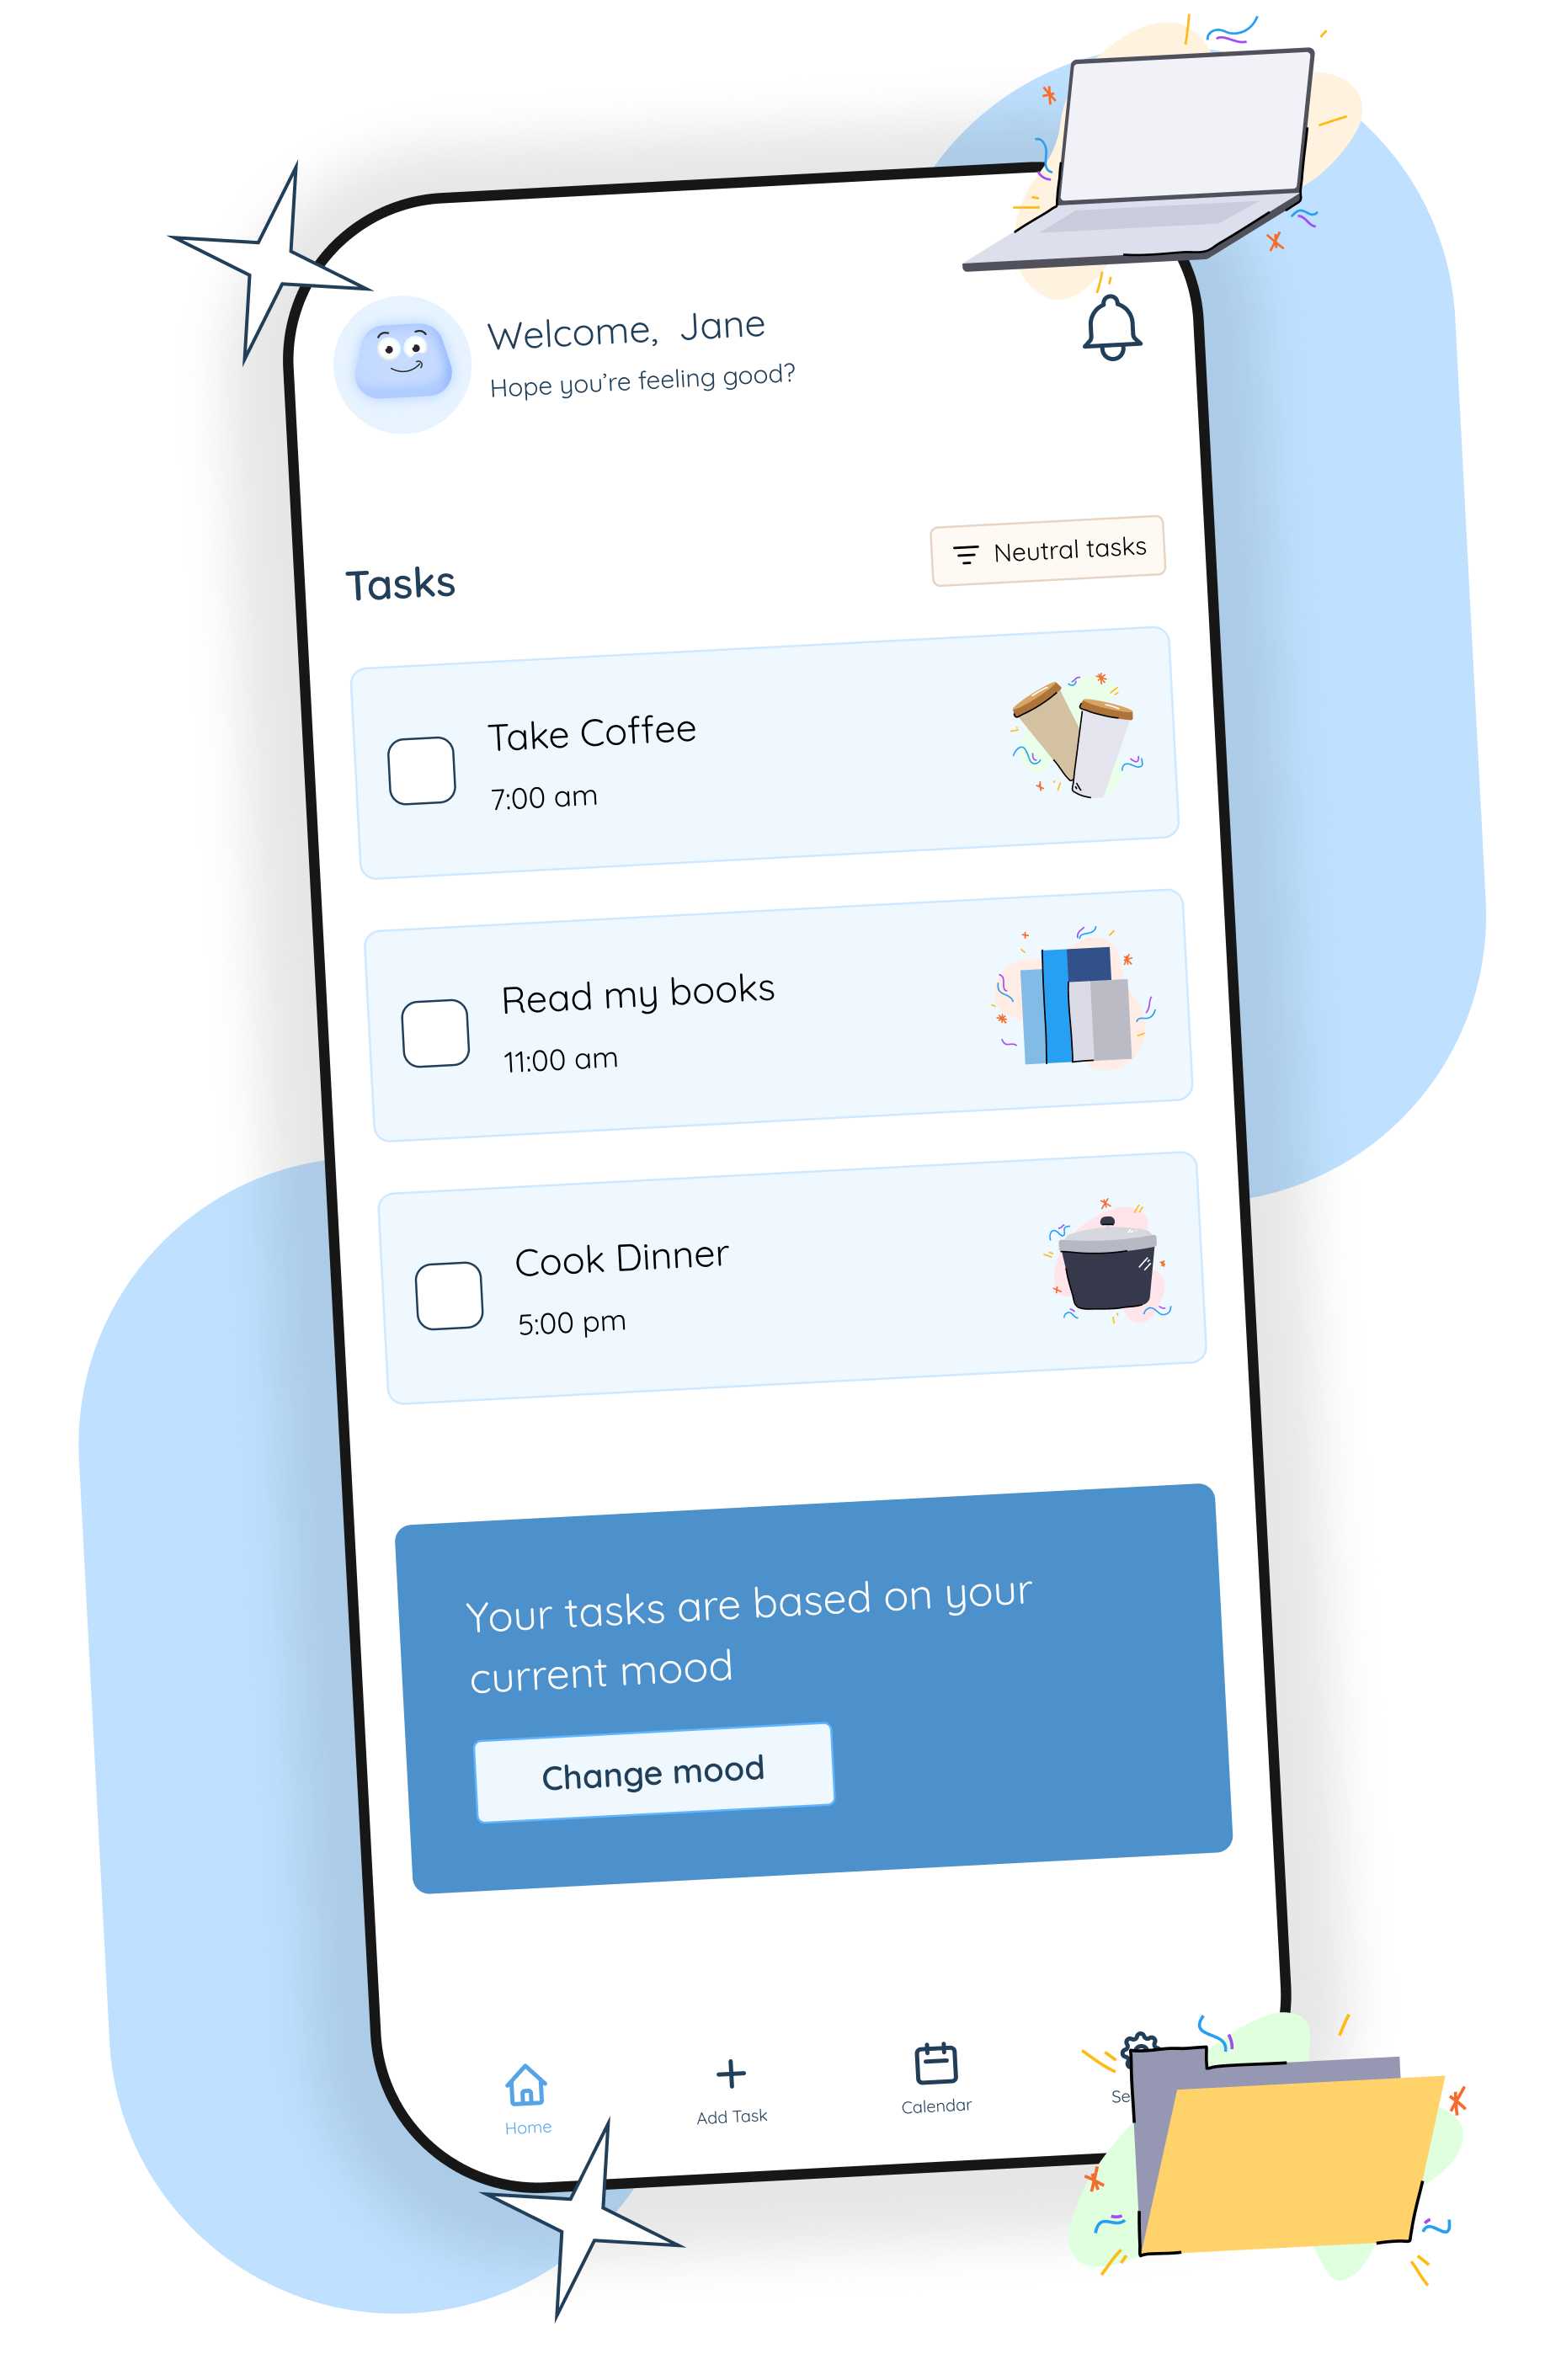 Welcome, Jane
Hope you’re feeling good?
Neutral tasks
Tasks
Take Coffee
7:00 am
Read my books
11:00 am
Cook Dinner
5:00 pm
Your tasks are based on your
current mood
Change mood
Home
Add Task
Calendar